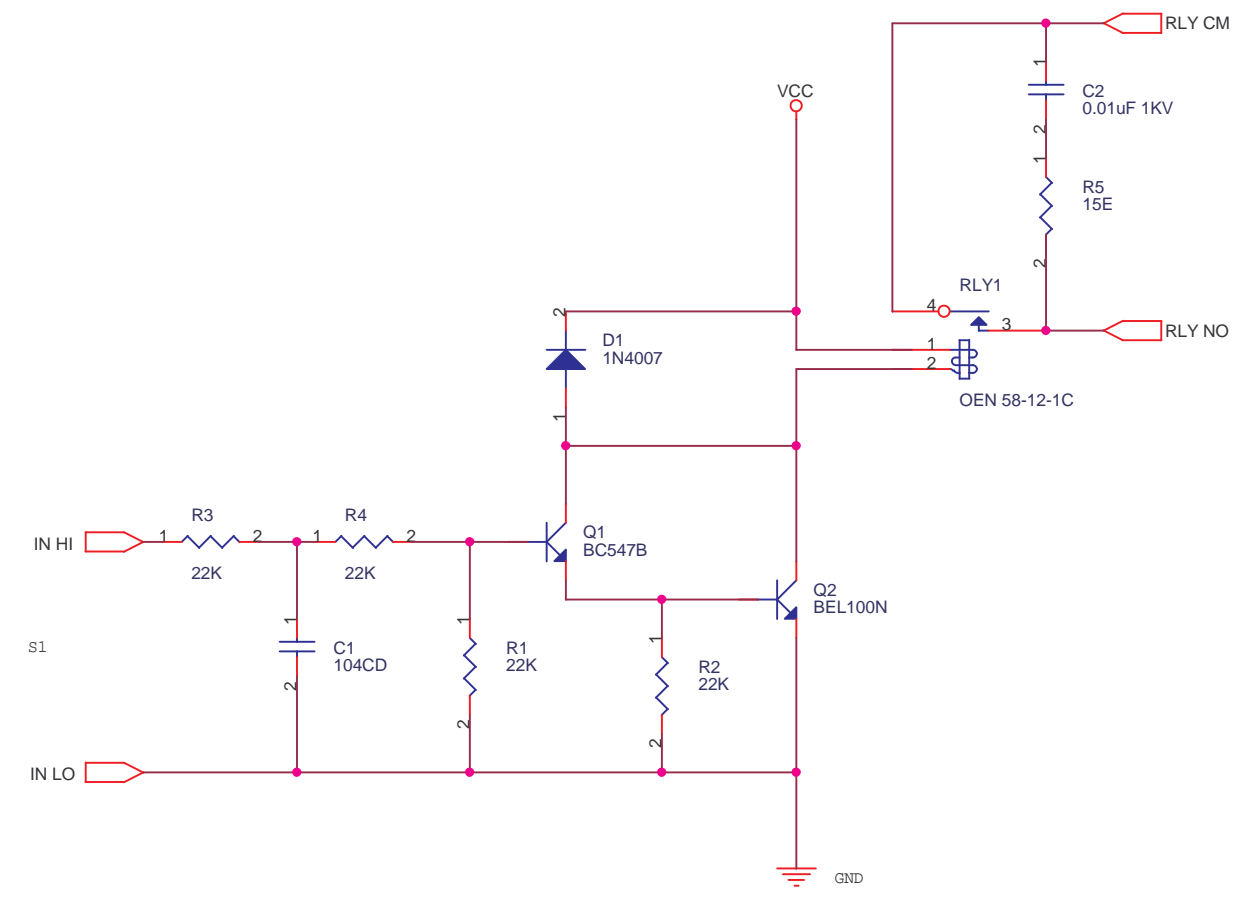 RLY CM
1
C2
0.01uF 1KV
2
VCC
1
R5
15E
2
RLY1
4
3
RLY NO
2
D1
1N4007
1
2
OEN 58-12-1C
1
R3
R4
IN HI
1
2
1
2
Q1
BC547B
22K
22K
Q2
BEL100N
1
1
1
S1
C1
104CD
R1
22K
R2
22K
2
2
2
IN LO
GND